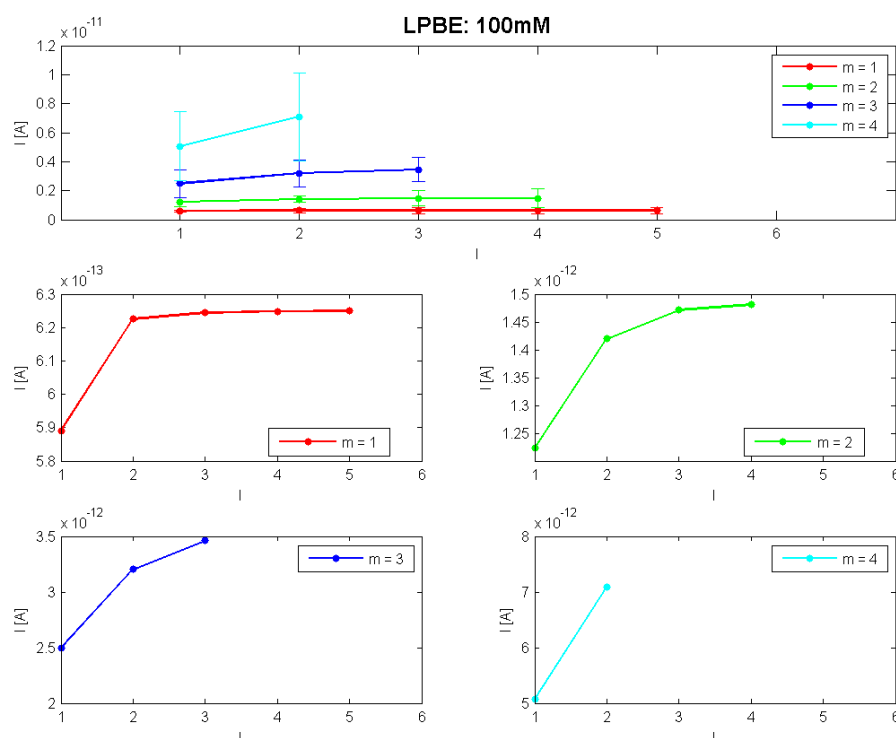 LPBE: 100mM
x 10^-11
1.2
1
0.8
0.6
0.4
0.2
0
I [A]
1 2 3 4 5 6
l
m = 1
m = 2
m = 3
m = 4
x 10^-13
6.3
6.2
6.1
6
5.9
5.8
I [A]
1 2 3 4 5 6
l
m = 1
x 10^-12
1.5
1.45
1.4
1.35
1.3
1.25
I [A]
1 2 3 4 5 6
l
m = 2
x 10^-12
3.5
3
2.5
2
I [A]
1 2 3 4 5 6
m = 3
x 10^-12
8
7
6
5
I [A]
1 2 3 4 5 6
m = 4